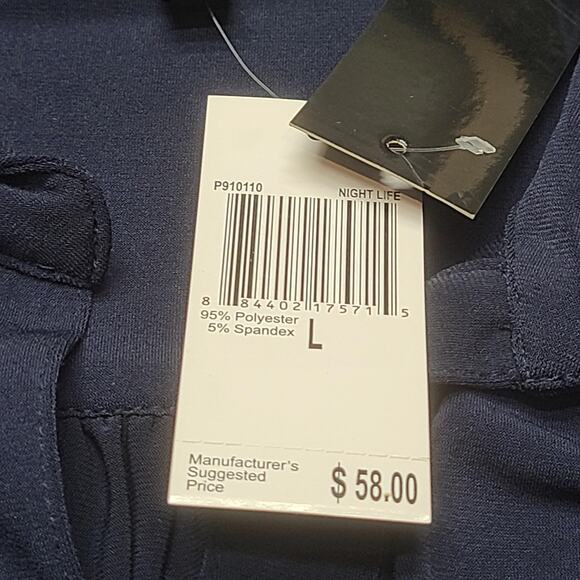 P910110 NIGHT LIFE
8 84402 17571 5
95% Polyester
5% Spandex L
Manufacturer's
Suggested
Price $ 58.00